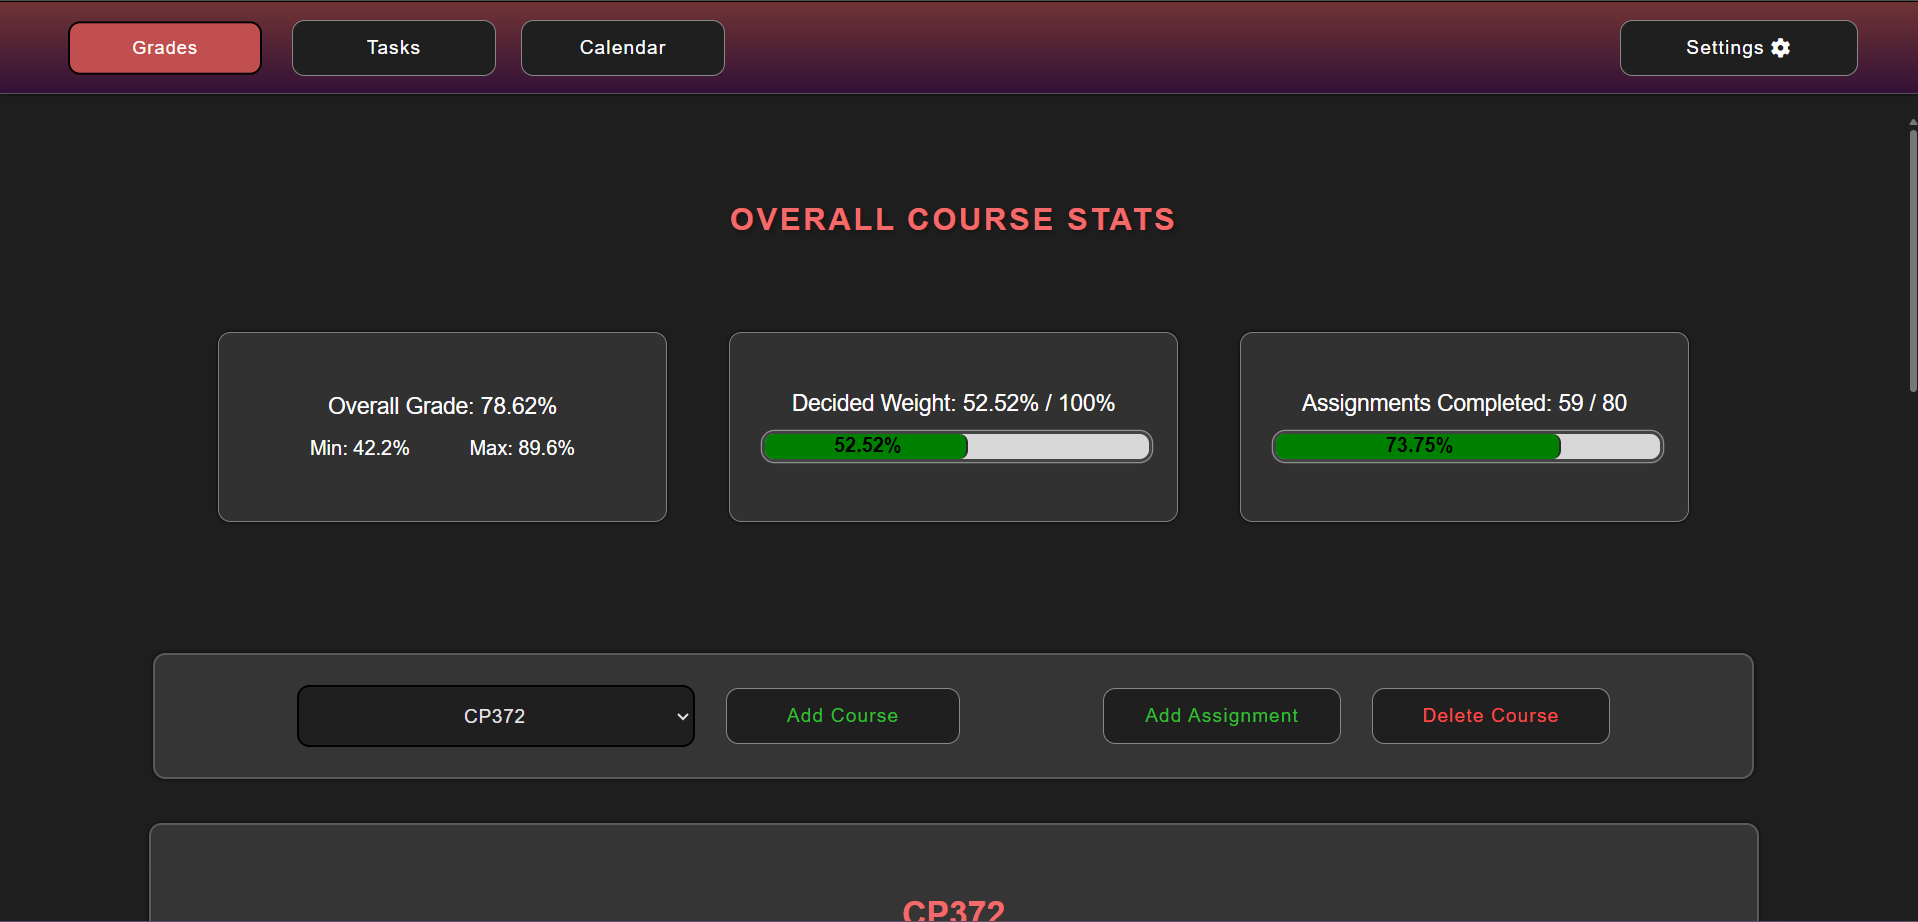 Grades Tasks Calendar Settings
OVERALL COURSE STATS
Overall Grade: 78.62%
Min: 42.2% Max: 89.6%
Decided Weight: 52.52% / 100%
52.52%
Assignments Completed: 59 / 80
73.75%
CP372 Add Course Add Assignment Delete Course
CP372